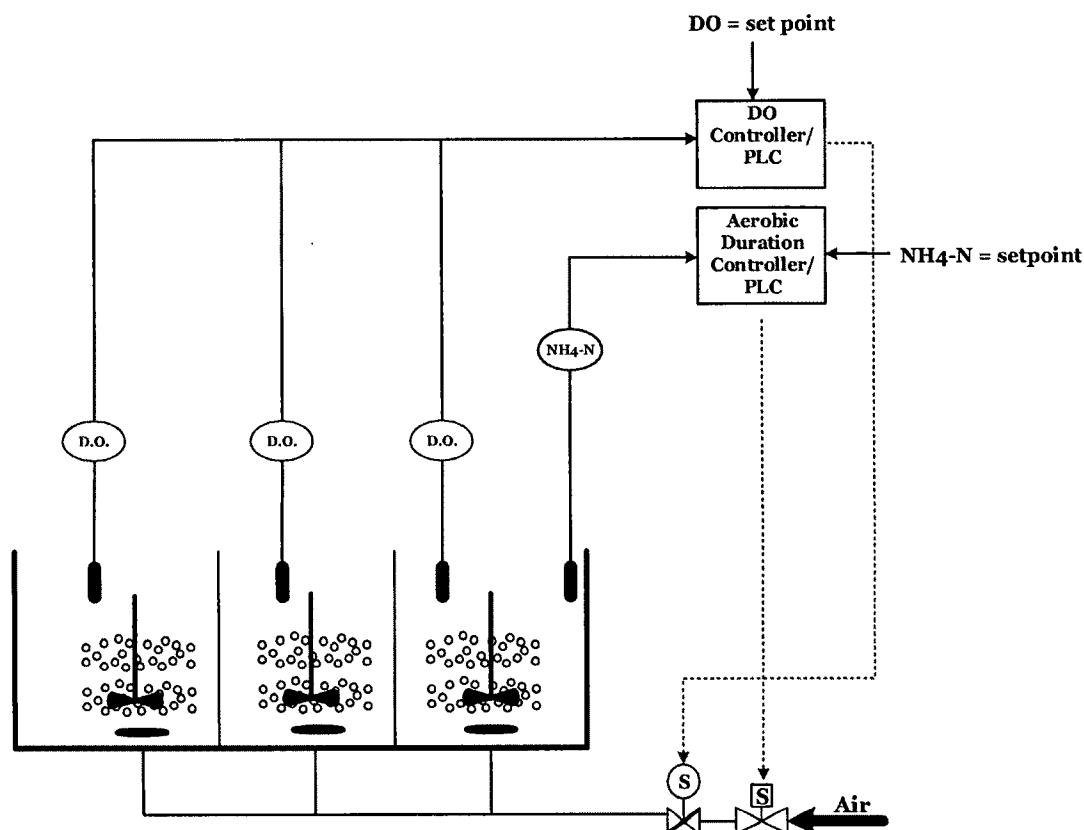 DO = set point
DO
Controller/
PLC
Aerobic
Duration
Controller/
PLC
NH4-N = setpoint
NH4-N
D.O.
D.O.
D.O.
S
S
Air